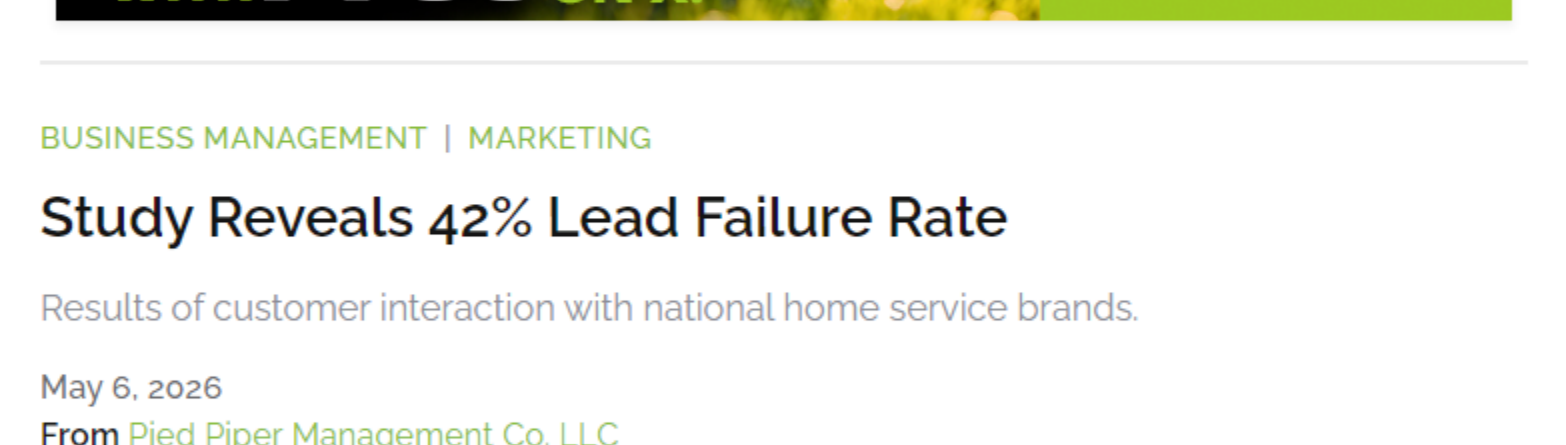 BUSINESS MANAGEMENT | MARKETING
Study Reveals 42% Lead Failure Rate
Results of customer interaction with national home service brands.
May 6, 2026
From Pied Piper Management Co. LLC